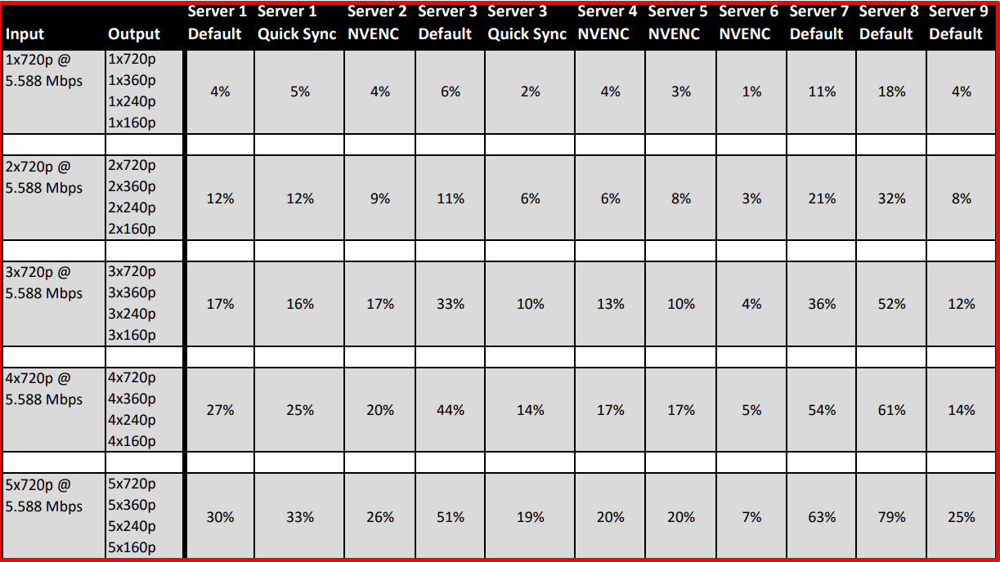 Server 1 Server 1 Server 2 Server 3 Server 3 Server 4 Server 5 Server 6 Server 7 Server 8 Server 9
Input Output Default Quick Sync NVENC Default Quick Sync NVENC NVENC NVENC Default Default Default
1x720p @ 1x720p
5.588 Mbps 1x360p
1x240p
1x160p
4% 5% 4% 6% 2% 4% 3% 1% 11% 18% 4%
2x720p @ 2x720p
5.588 Mbps 2x360p
2x240p
2x160p
12% 12% 9% 11% 6% 6% 8% 3% 21% 32% 8%
3x720p @ 3x720p
5.588 Mbps 3x360p
3x240p
3x160p
17% 16% 17% 33% 10% 13% 10% 4% 36% 52% 12%
4x720p @ 4x720p
5.588 Mbps 4x360p
4x240p
4x160p
27% 25% 20% 44% 14% 17% 17% 5% 54% 61% 14%
5x720p @ 5x720p
5.588 Mbps 5x360p
5x240p
5x160p
30% 33% 26% 51% 19% 20% 20% 7% 63% 79% 25%